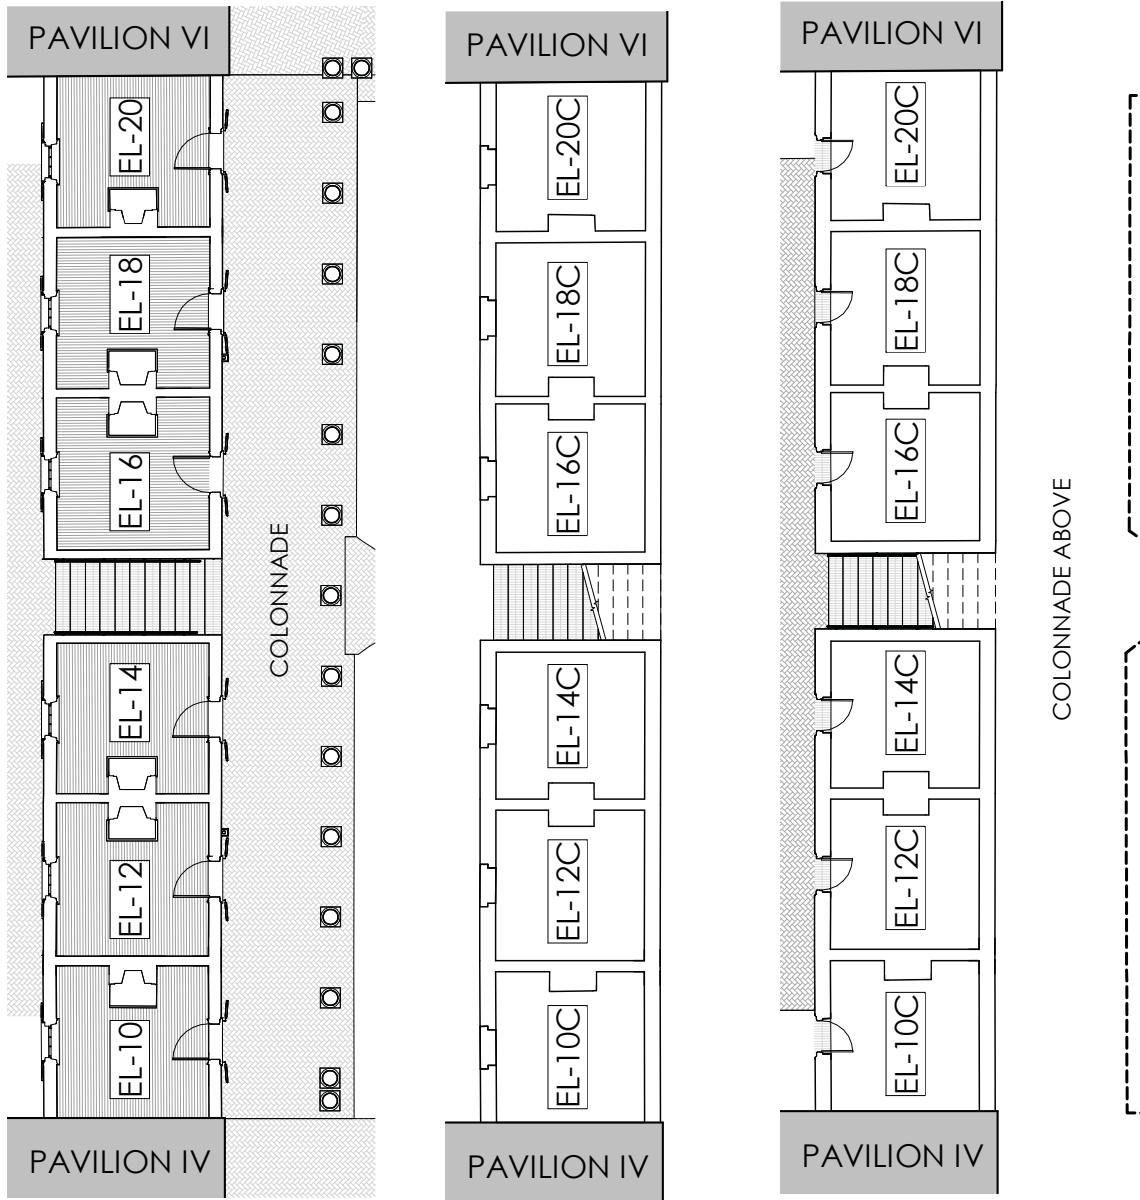 PAVILION VI
EL-20
EL-18
EL-16
COLONNADE
EL-14
EL-12
EL-10
PAVILION IV
PAVILION VI
EL-20C
EL-18C
EL-16C
EL-14C
EL-12C
EL-10C
PAVILION IV
PAVILION VI
EL-20C
EL-18C
EL-16C
COLONNADE ABOVE
EL-14C
EL-12C
EL-10C
PAVILION IV